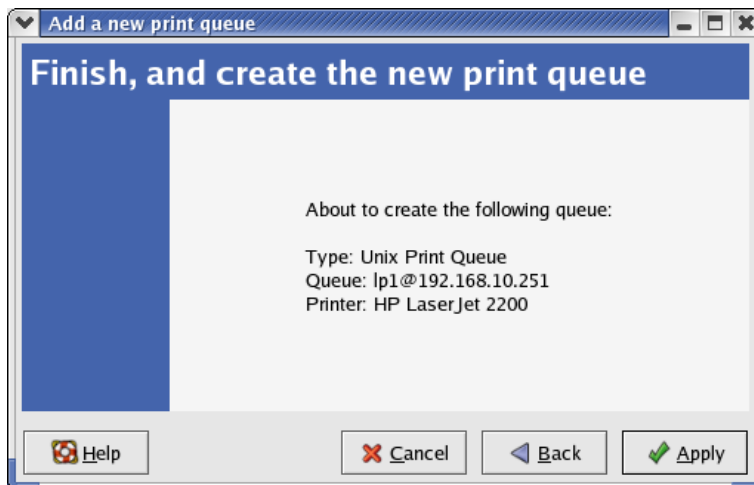 Add a new print queue
Finish, and create the new print queue
About to create the following queue:
Type: Unix Print Queue
Queue: lp1@192.168.10.251
Printer: HP LaserJet 2200
Help
Cancel
Back
Apply